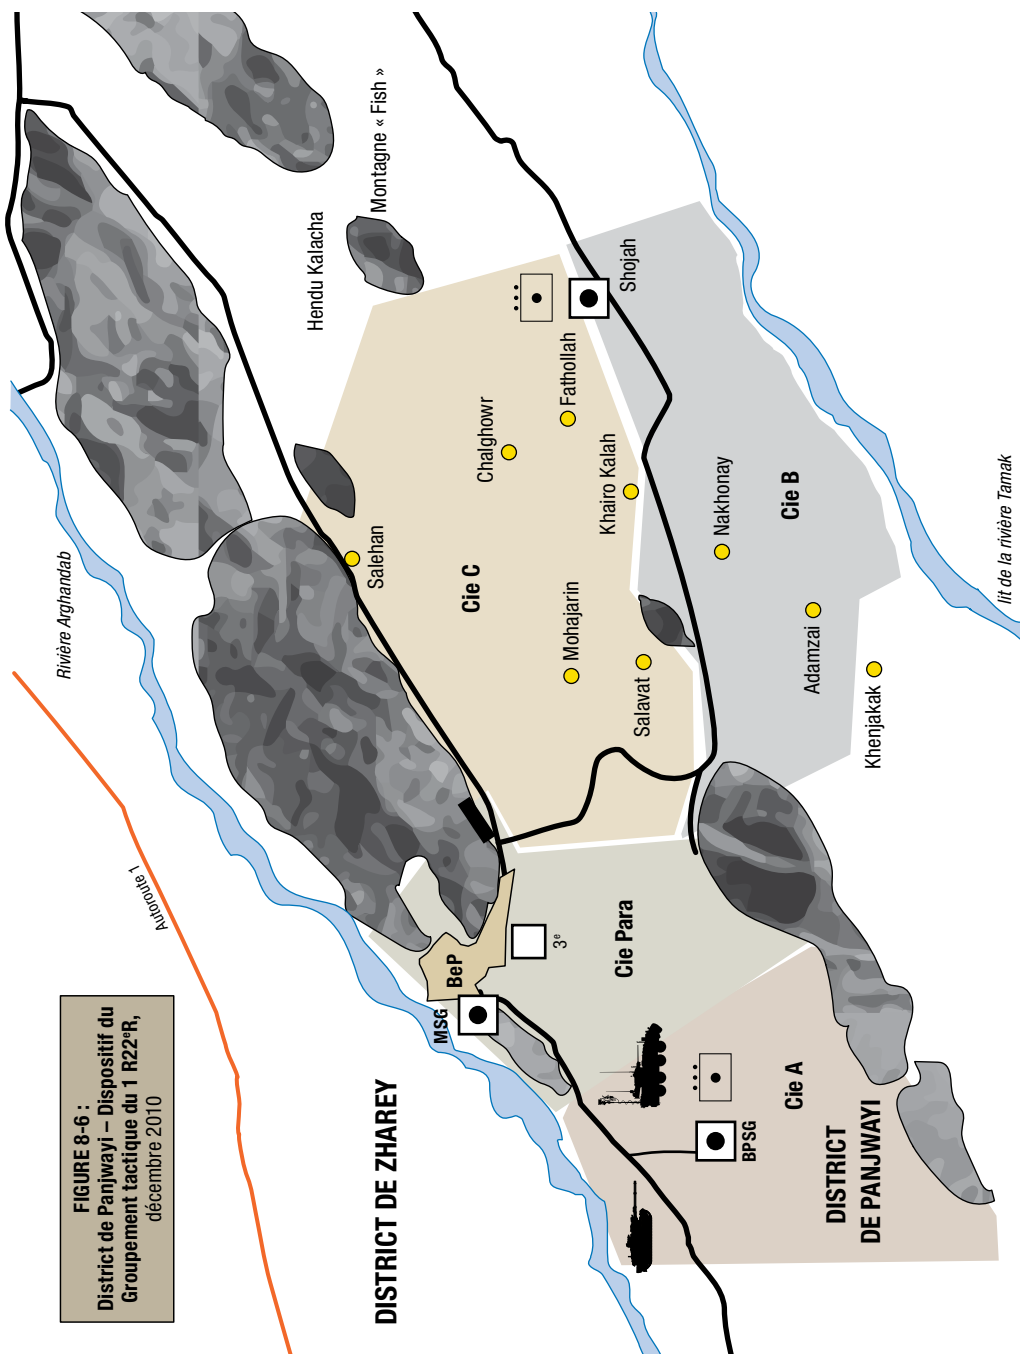 FIGURE 8-6 :
District de Panjwayi – Dispositif du
Groupement tactique du 1 R22ᵉR,
décembre 2010
Autoroute 1
Rivière Arghandab
DISTRICT DE ZHAREY
MSG
BeP
3ᵉ
Cie Para
BPSG
Cie A
DISTRICT
DE PANJWAYI
Salehan
Cie C
Mohajarin
Salavat
Chalghowr
Fathollah
Khairo Kalah
Hendu Kalacha
Montagne « Fish »
Shojah
Nakhonay
Cie B
Adamzai
Khenjakak
lit de la rivière Tarnak